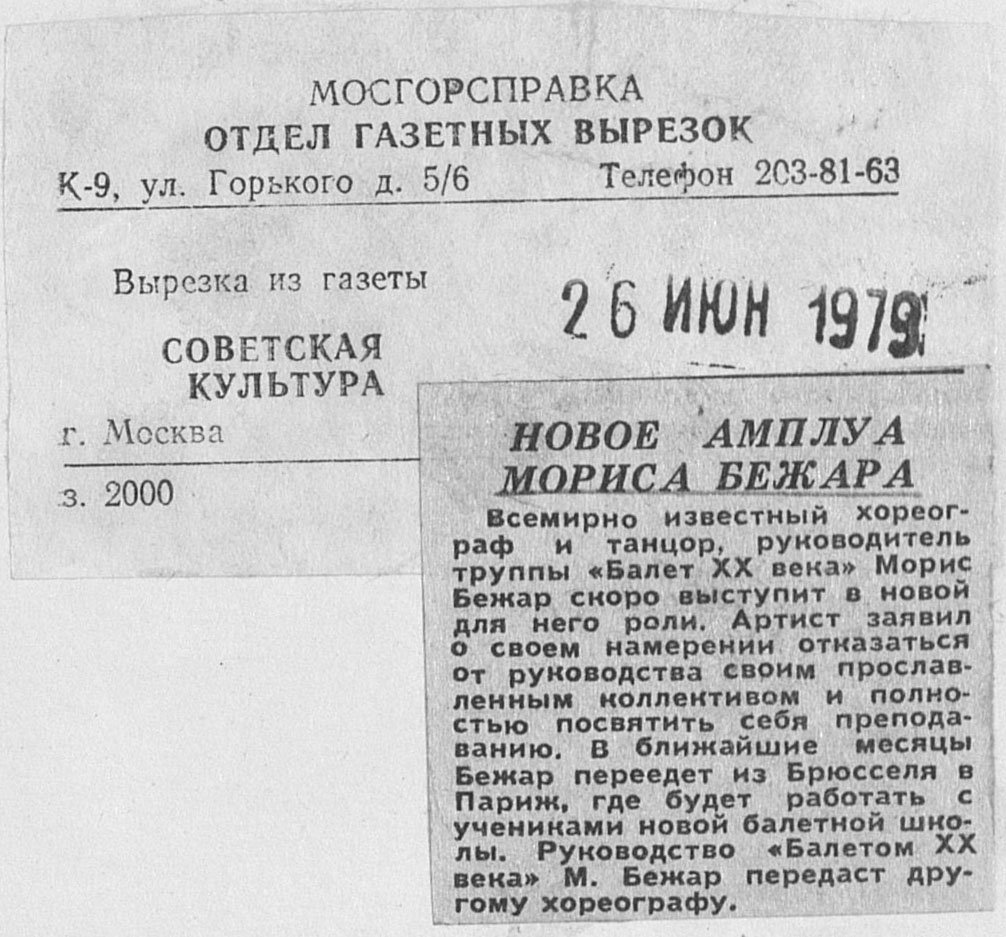 МОСГОРСПРАВКА
ОТДЕЛ ГАЗЕТНЫХ ВЫРЕЗОК
К-9, ул. Горького д. 5/6 Телефон 203-81-63
Вырезка из газеты
СОВЕТСКАЯ
КУЛЬТУРА
г. Москва
з. 2000
26 ИЮН 1979
НОВОЕ АМПЛУА
МОРИСА БЕЖАРА
Всемирно известный хореог-
раф и танцор, руководитель
труппы «Балет XX века» Морис
Бежар скоро выступит в новой
для него роли. Артист заявил
о своем намерении отказаться
от руководства своим прослав-
ленным коллективом и полно-
стью посвятить себя препода-
ванию. В ближайшие месяцы
Бежар переедет из Брюсселя в
Париж, где будет работать с
учениками новой балетной шко-
лы. Руководство «Балетом XX
века» М. Бежар передаст дру-
гому хореографу.